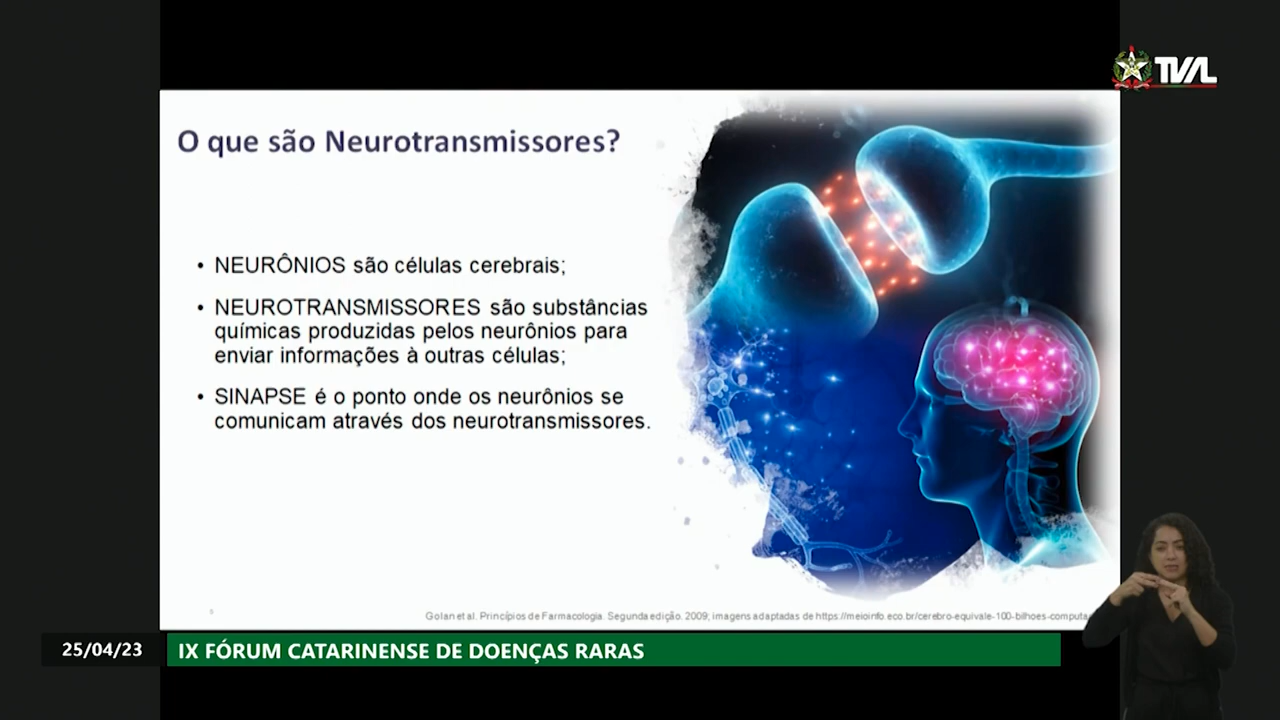 TVAL
O que são Neurotransmissores?
• NEURÔNIOS são células cerebrais;
• NEUROTRANSMISSORES são substâncias
químicas produzidas pelos neurônios para
enviar informações à outras células;
• SINAPSE é o ponto onde os neurônios se
comunicam através dos neurotransmissores.
5
Golan et al. Princípios de Farmacologia. Segunda edição. 2009; imagens adaptadas de https://meioinfo.eco.br/cerebro-equivale-100-bilhoes-computa
25/04/23
IX FÓRUM CATARINENSE DE DOENÇAS RARAS